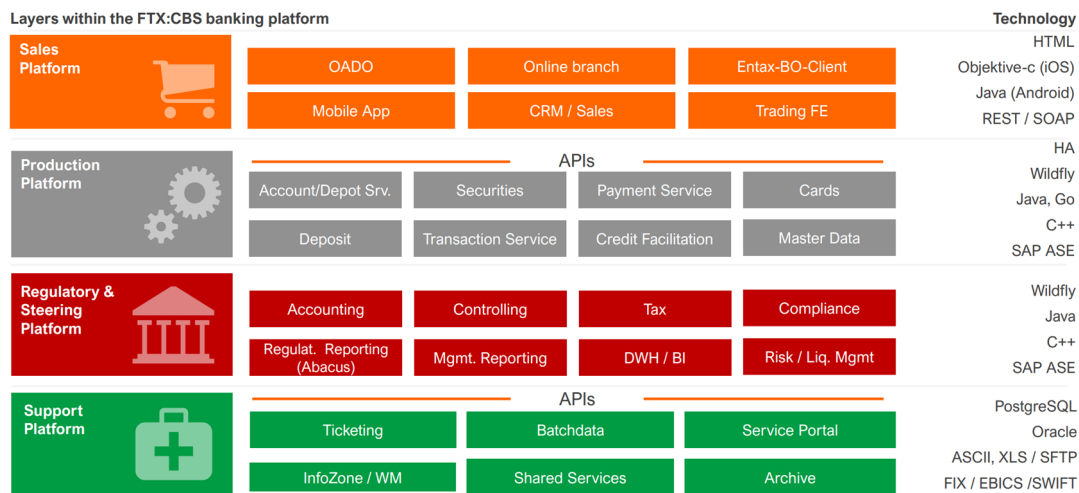 Layers within the FTX:CBS banking platform
Technology
Sales
Platform
OADO
Online branch
Entax-BO-Client
Mobile App
CRM / Sales
Trading FE
HTML
Objektive-c (iOS)
Java (Android)
REST / SOAP
Production
Platform
APIs
Account/Depot Srv.
Securities
Payment Service
Cards
Deposit
Transaction Service
Credit Facilitation
Master Data
HA
Wildfly
Java, Go
C++
SAP ASE
Regulatory &
Steering
Platform
Accounting
Controlling
Tax
Compliance
Regulat. Reporting
(Abacus)
Mgmt. Reporting
DWH / BI
Risk / Liq. Mgmt
Wildfly
Java
C++
SAP ASE
Support
Platform
APIs
Ticketing
Batchdata
Service Portal
InfoZone / WM
Shared Services
Archive
PostgreSQL
Oracle
ASCII, XLS / SFTP
FIX / EBICS /SWIFT